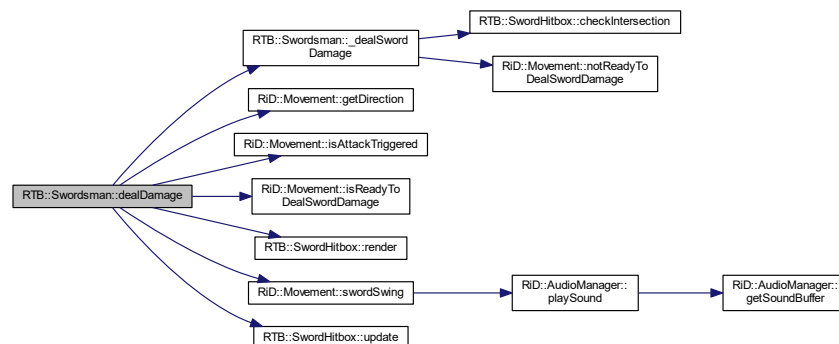 RTB::Swordsman::dealDamage
RTB::Swordsman::_dealSword
Damage
RiD::Movement::getDirection
RiD::Movement::isAttackTriggered
RiD::Movement::isReadyTo
DealSwordDamage
RTB::SwordHitbox::render
RiD::Movement::swordSwing
RTB::SwordHitbox::update
RTB::SwordHitbox::checkIntersection
RiD::Movement::notReadyTo
DealSwordDamage
RiD::AudioManager::
playSound
RiD::AudioManager::
getSoundBuffer